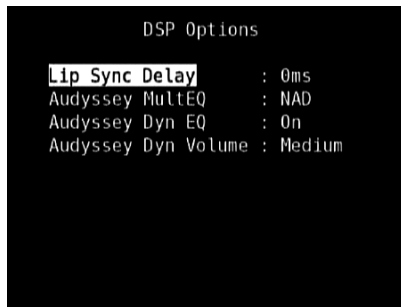 DSP Options
Lip Sync Delay : 0ms
Audyssey MultEQ : NAD
Audyssey Dyn EQ : On
Audyssey Dyn Volume : Medium